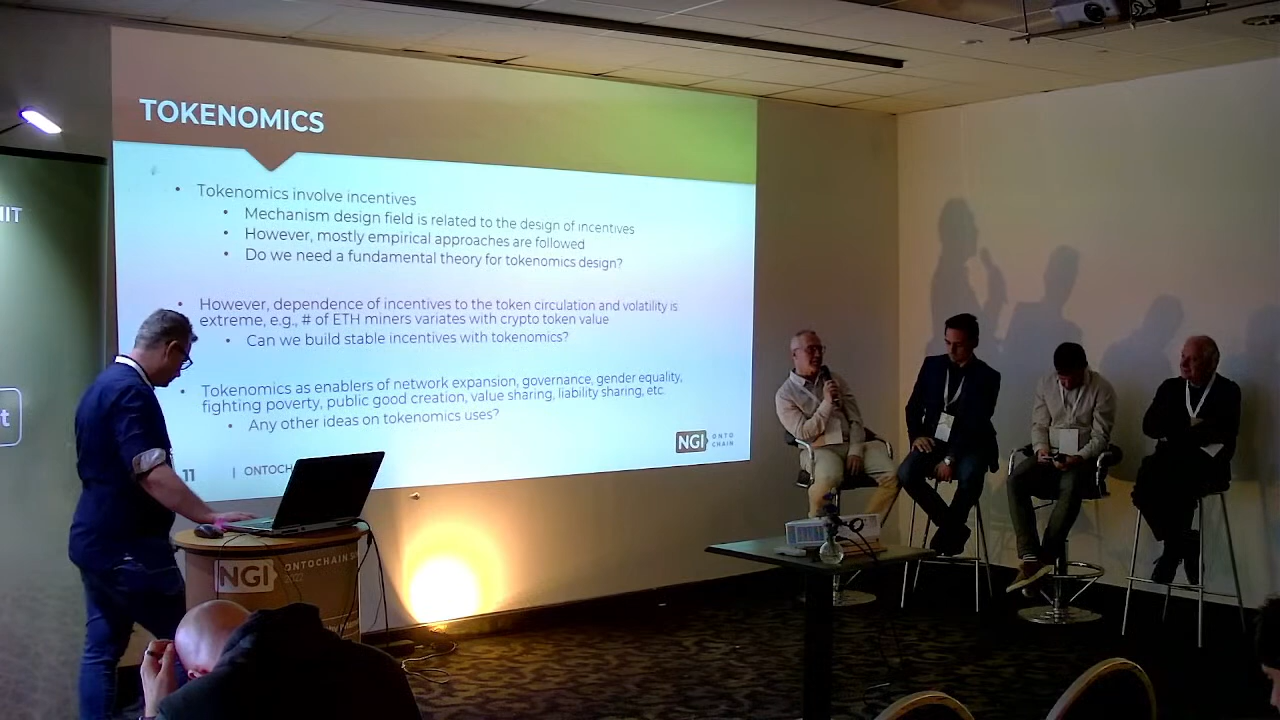 TOKENOMICS
• Tokenomics involve incentives
• Mechanism design field is related to the design of incentives
• However, mostly empirical approaches are followed
• Do we need a fundamental theory for tokenomics design?
• However, dependence of incentives to the token circulation and volatility is
extreme, e.g., # of ETH miners variates with crypto token value
• Can we build stable incentives with tokenomics?
• Tokenomics as enablers of network expansion, governance, gender equality,
fighting poverty, public good creation, value sharing, liability sharing, etc.
• Any other ideas on tokenomics uses?
NGI ONTO
CHAIN
11 | ONTOCH
NGI ONTOCHAIN
2022
IIT
t